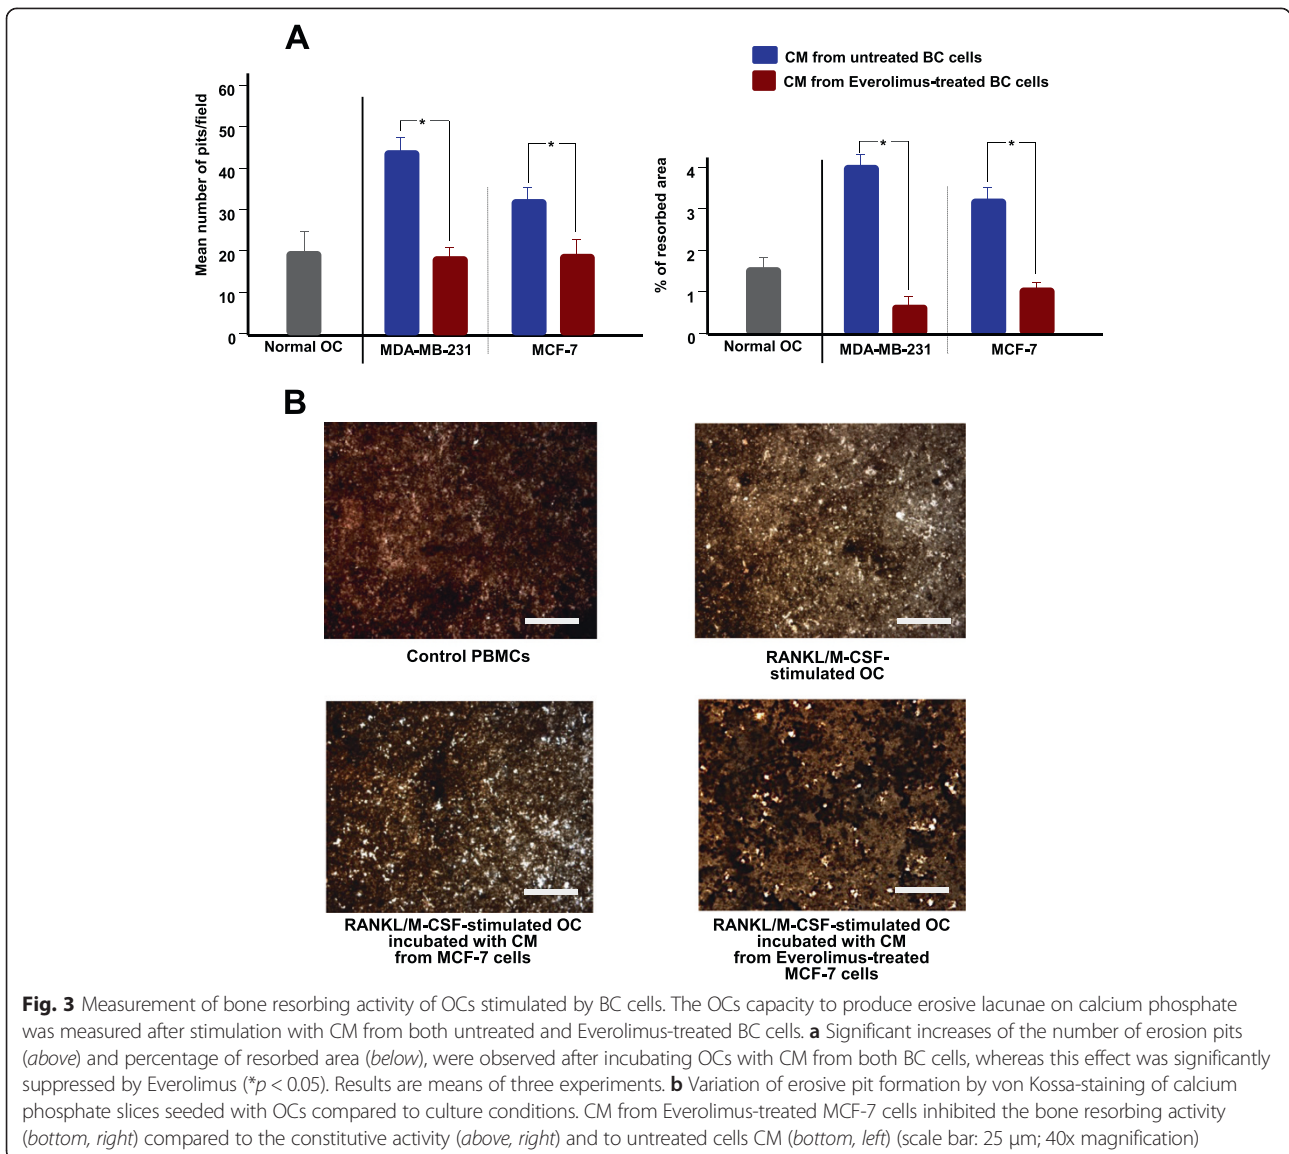 A
CM from untreated BC cells
CM from Everolimus-treated BC cells
Mean number of pits/field
60
50
40
30
20
10
0
*
*
Normal OC
MDA-MB-231
MCF-7
% of resorbed area
4
3
2
1
0
*
*
Normal OC
MDA-MB-231
MCF-7
B
Control PBMCs
RANKL/M-CSF-
stimulated OC
RANKL/M-CSF-stimulated OC
incubated with CM
from MCF-7 cells
RANKL/M-CSF-stimulated OC
incubated with CM
from Everolimus-treated
MCF-7 cells
Fig. 3 Measurement of bone resorbing activity of OCs stimulated by BC cells. The OCs capacity to produce erosive lacunae on calcium phosphate
was measured after stimulation with CM from both untreated and Everolimus-treated BC cells. a Significant increases of the number of erosion pits
(above) and percentage of resorbed area (below), were observed after incubating OCs with CM from both BC cells, whereas this effect was significantly
suppressed by Everolimus (*p < 0.05). Results are means of three experiments. b Variation of erosive pit formation by von Kossa-staining of calcium
phosphate slices seeded with OCs compared to culture conditions. CM from Everolimus-treated MCF-7 cells inhibited the bone resorbing activity
(bottom, right) compared to the constitutive activity (above, right) and to untreated cells CM (bottom, left) (scale bar: 25 μm; 40x magnification)